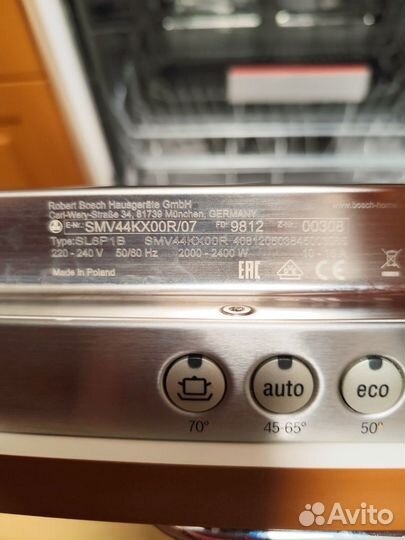 Robert Bosch Hausgeräte GmbH
Carl-Wery-Straße 34, 81739 München, GERMANY
www.bosch-home
E-Nr. SMV44KX00R/07 FD 9812 Z-Nr. 00308
Type: SL6P1B SMV44KX00R
220 - 240 V 50/60 Hz 2000 - 2400 W 10 -
Made in Poland
EAC
CE
auto
eco
70°
45-65°
50°
Avito